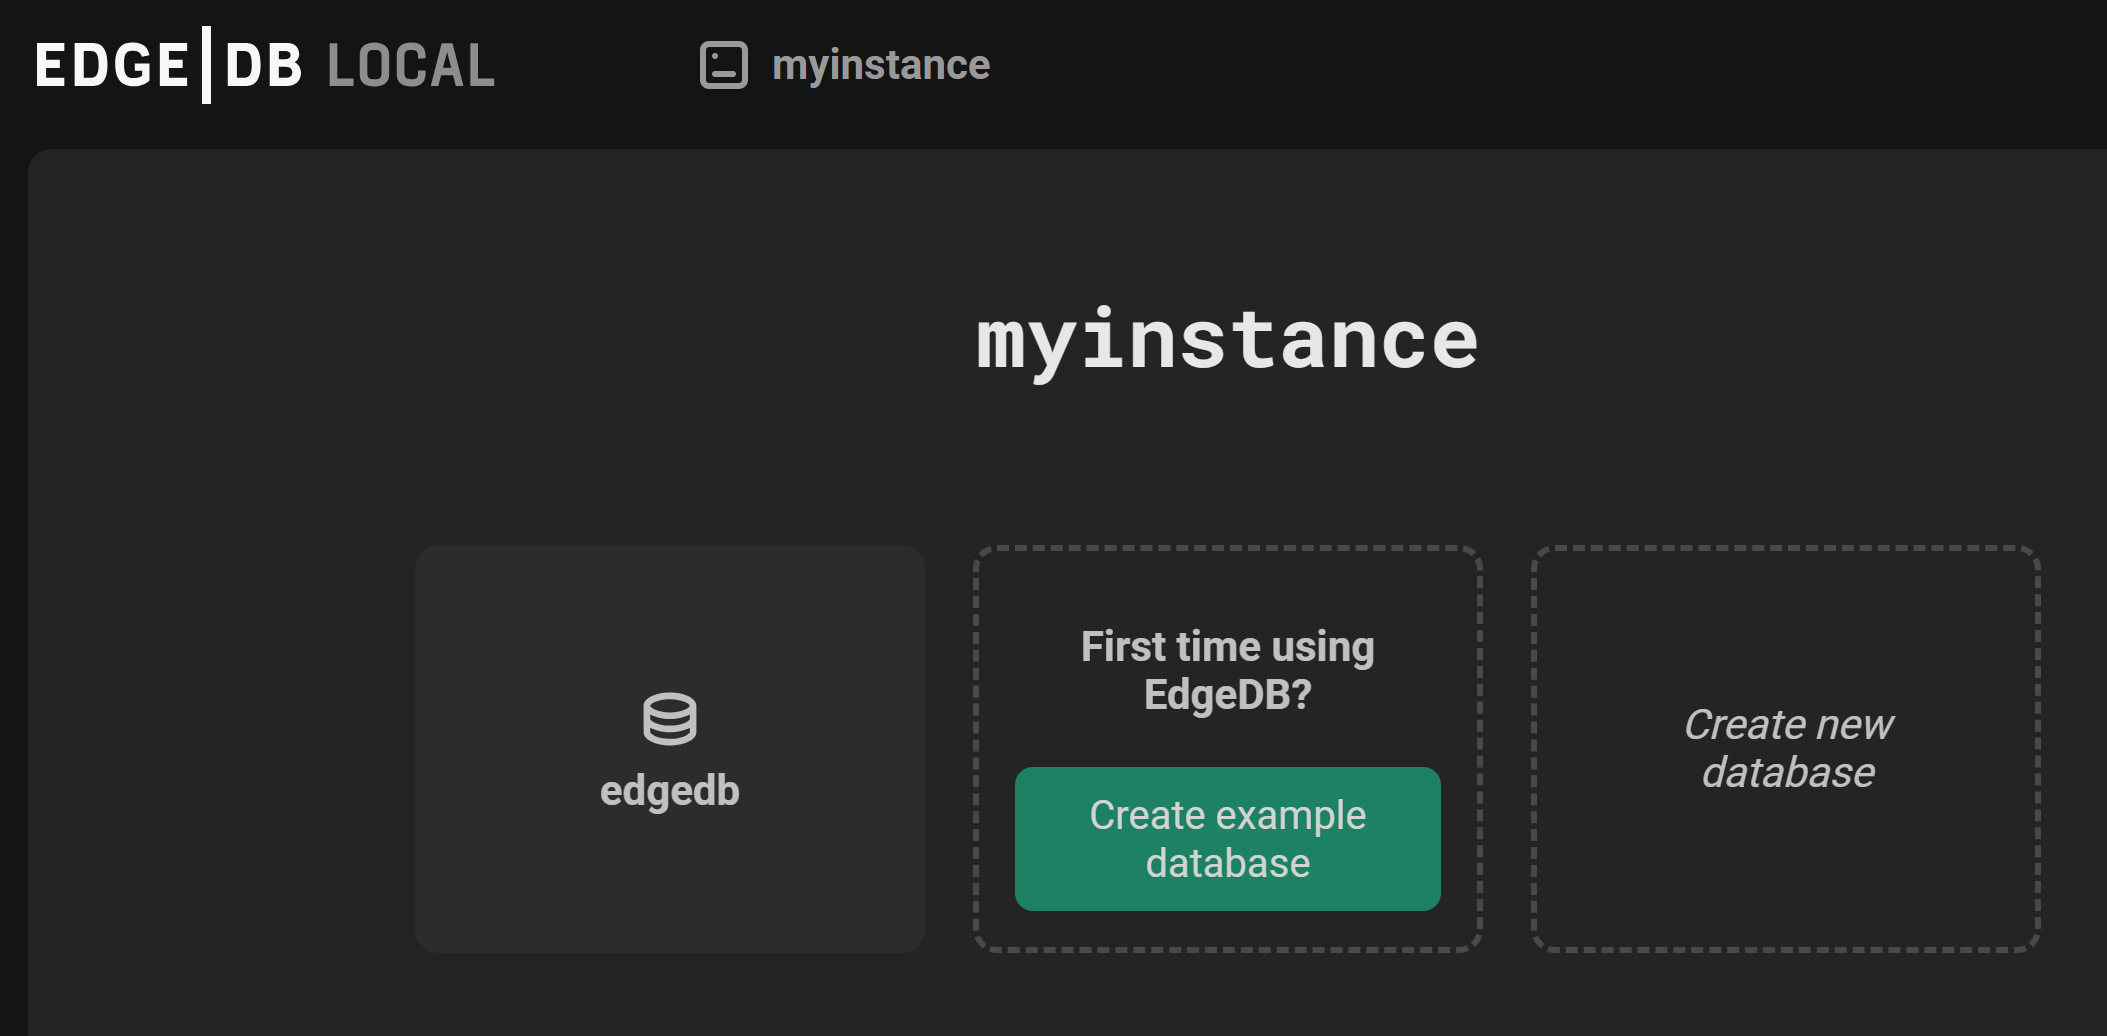 EDGE|DB LOCAL
myinstance
myinstance
edgedb
First time using
EdgeDB?
Create example
database
Create new
database